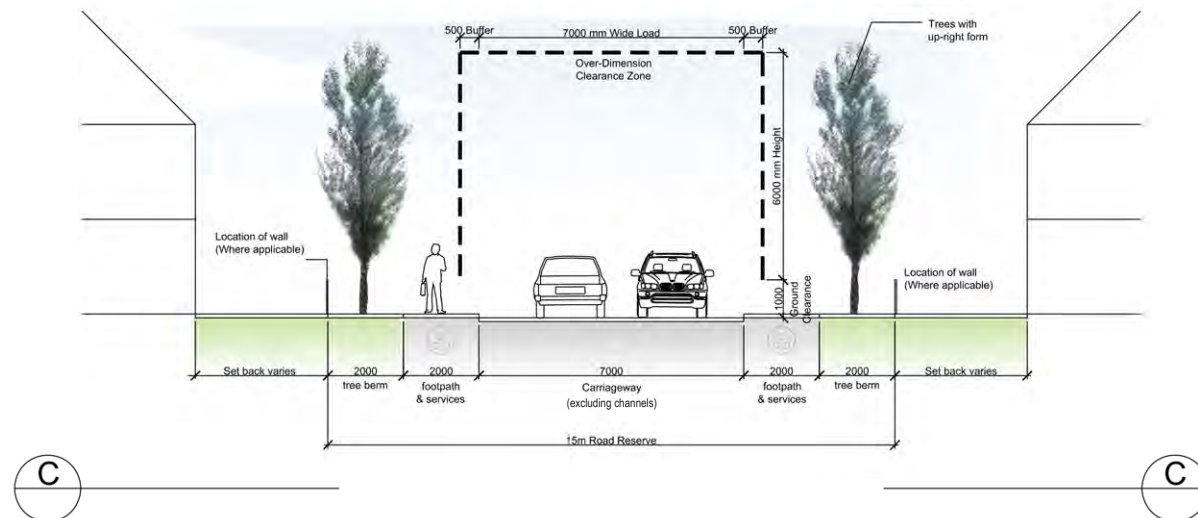 500 Buffer
7000 mm Wide Load
500 Buffer
Trees with
up-right form
Over-Dimension
Clearance Zone
6000 mm Height
Location of wall
(Where applicable)
Location of wall
(Where applicable)
1000
Ground
Clearance
Set back varies
2000
tree berm
2000
footpath
& services
7000
Carriageway
(excluding channels)
2000
footpath
& services
2000
tree berm
Set back varies
15m Road Reserve
C
C